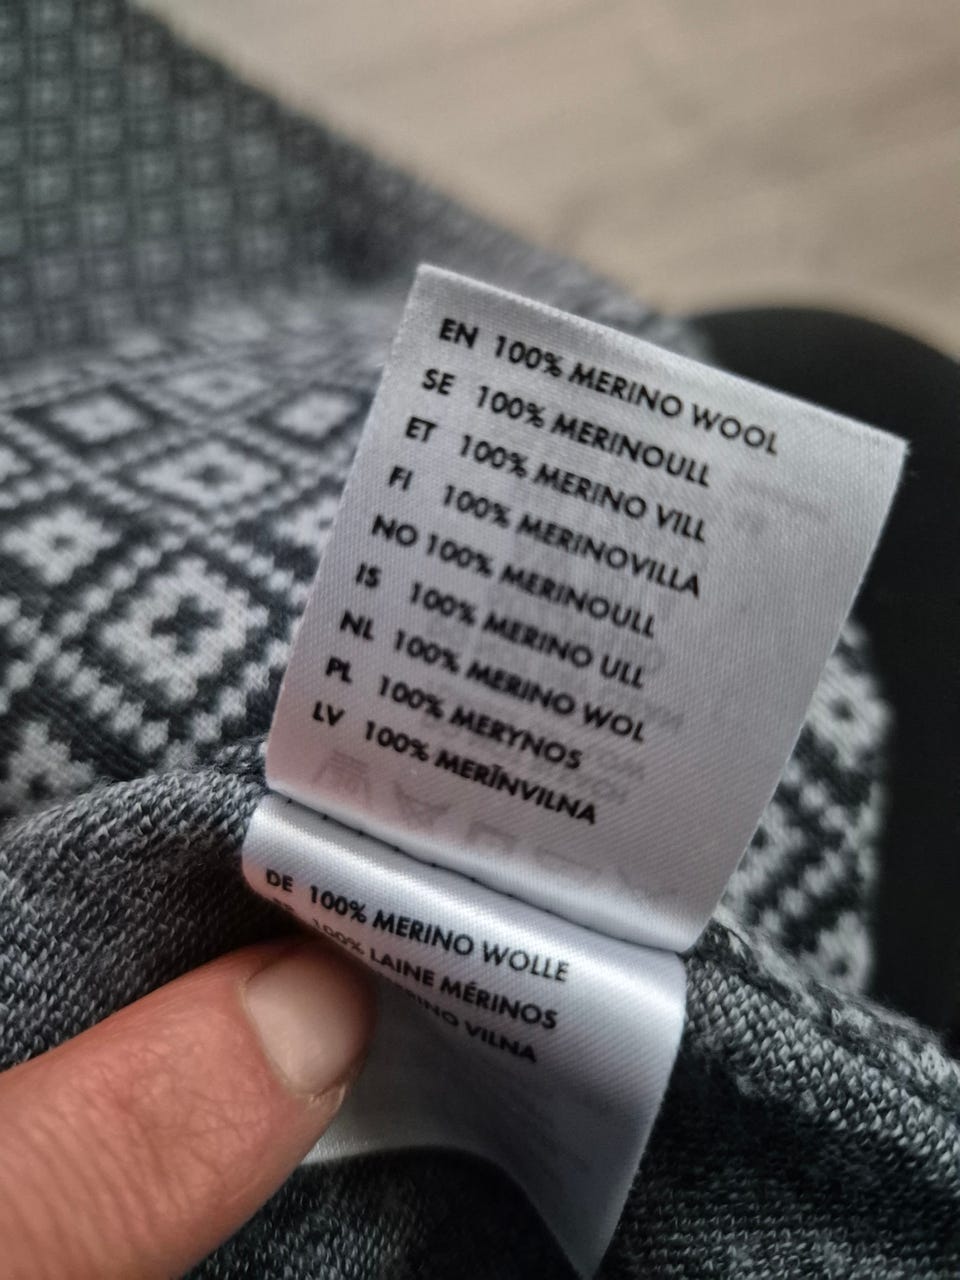 EN 100% MERINO WOOL
SE 100% MERINOULL
ET 100% MERINO VILL
FI 100% MERINOVILLA
NO 100% MERINOULL
IS 100% MERINO ULL
NL 100% MERINO WOL
PL 100% MERYNOS
LV 100% MERĪNVILNA
DE 100% MERINO WOLLE
100% LAINE MÉRINOS
VILNA